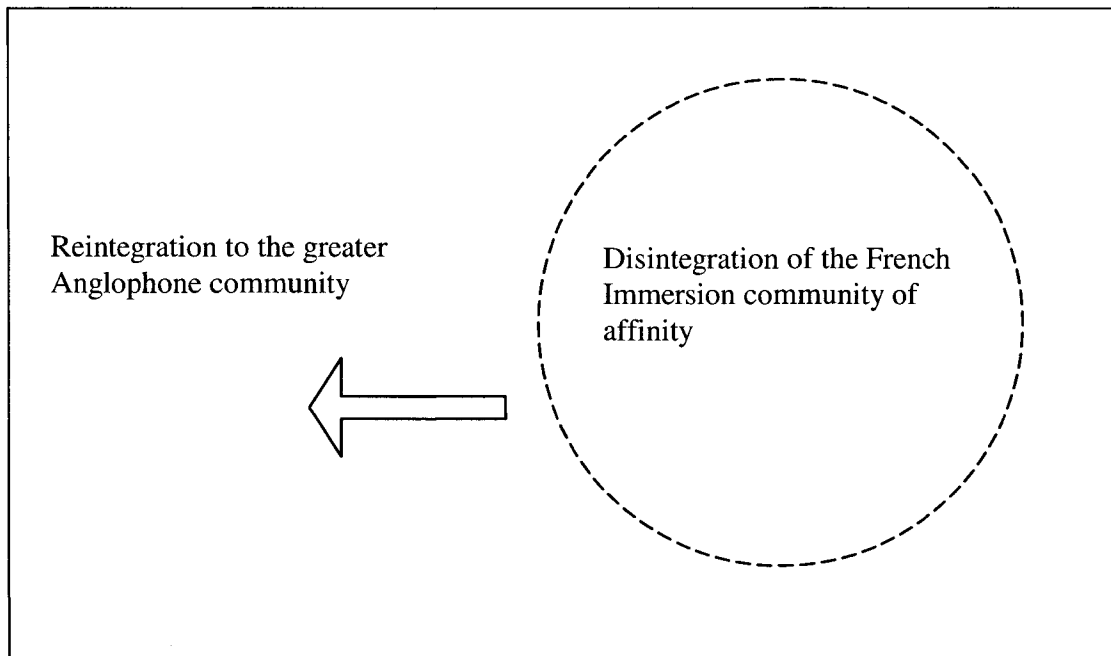 Reintegration to the greater
Anglophone community
Disintegration of the French
Immersion community of
affinity